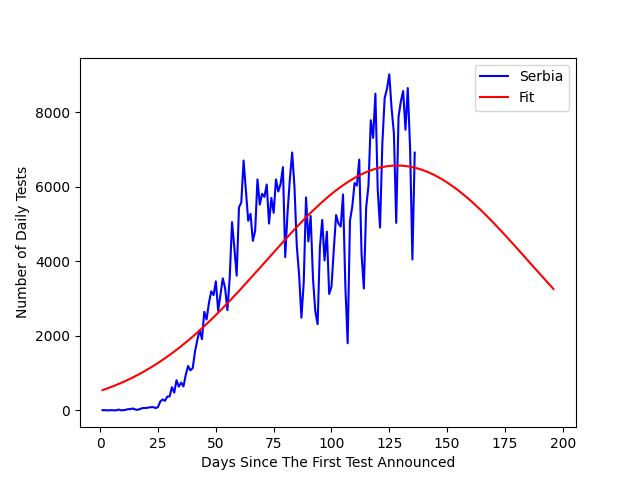 Serbia
Fit
8000
6000
4000
2000
0
Number of Daily Tests
0 25 50 75 100 125 150 175 200
Days Since The First Test Announced